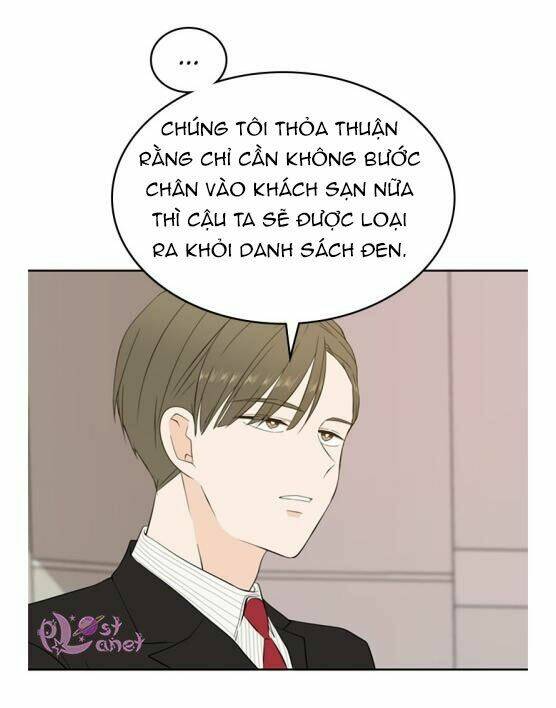 ...
CHÚNG TÔI THỎA THUẬN
RẰNG CHỈ CẦN KHÔNG BƯỚC
CHÂN VÀO KHÁCH SẠN NỮA
THÌ CẬU TA SẼ ĐƯỢC LOẠI
RA KHỎI DANH SÁCH ĐEN.
Lost
Planet